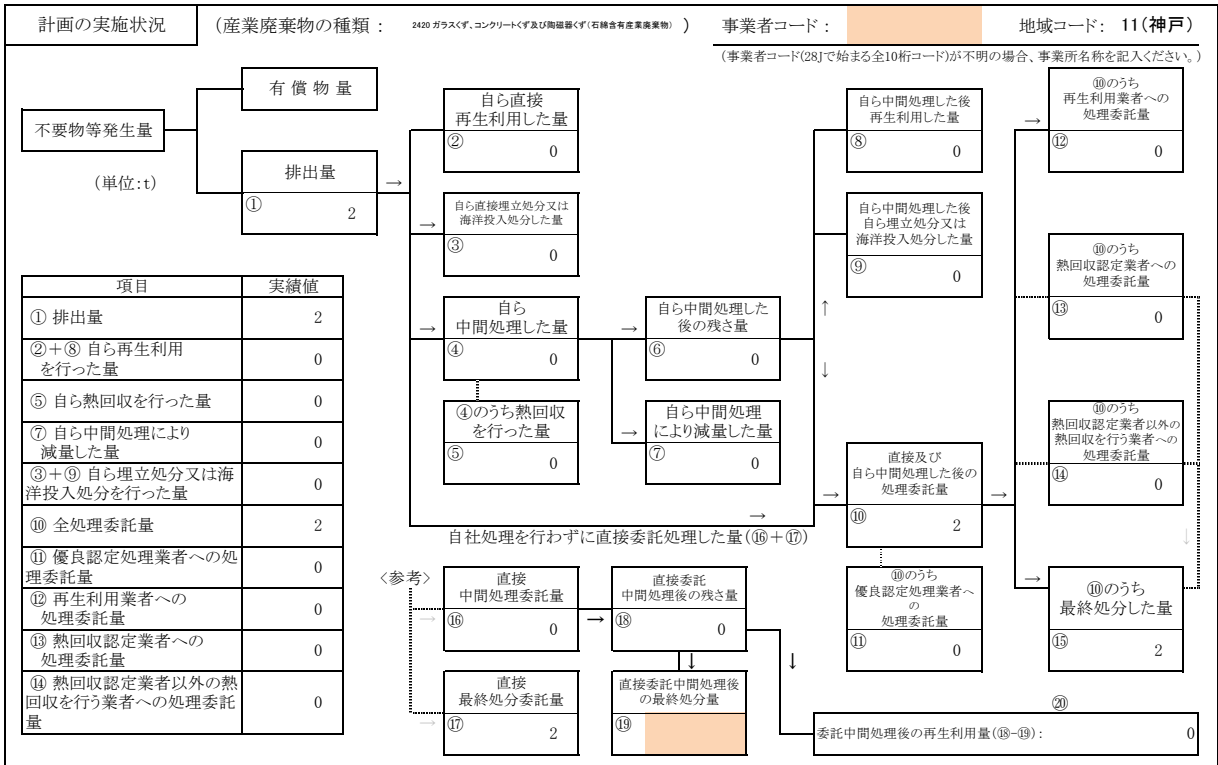 計画の実施状況
(産業廃棄物の種類： 2420 ガラスくず、コンクリートくず及び陶磁器くず(石綿含有産業廃棄物) )
事業者コード：
地域コード： 11(神戸)
(事業者コード(28Jで始まる全10桁コード)が不明の場合、事業所名称を記入ください。)
不要物等発生量
(単位:t)
有償物量
排出量
① 2
→
自ら直接
再生利用した量
② 0
→
自ら直接埋立処分又は
海洋投入処分した量
③ 0
→
自ら
中間処理した量
④ 0
④のうち熱回収
を行った量
⑤ 0
→
自ら中間処理した
後の残さ量
⑥ 0
→
自ら中間処理
により減量した量
⑦ 0
自ら中間処理した後
再生利用した量
⑧ 0
自ら中間処理した後
自ら埋立処分又は
海洋投入処分した量
⑨ 0
↑
↓
→
直接及び
自ら中間処理した後の
処理委託量
⑩ 2
→
⑩のうち
優良認定処理業者へ
の
処理委託量
⑪ 0
→
⑩のうち
再生利用業者への
処理委託量
⑫ 0
⑩のうち
熱回収認定業者への
処理委託量
⑬ 0
⑩のうち
熱回収認定業者以外の
熱回収を行う業者への
処理委託量
⑭ 0
↓
→
⑩のうち
最終処分した量
⑮ 2
→
自社処理を行わずに直接委託処理した量(⑯+⑰)
<参考>
→
直接
中間処理委託量
⑯ 0
→
直接委託
中間処理後の残さ量
⑱ 0
→
直接
最終処分委託量
⑰ 2
↓
直接委託中間処理後
の最終処分量
⑲
↓
⑳
委託中間処理後の再生利用量(⑱-⑲)： 0
項目 実績値
① 排出量 2
②+⑧ 自ら再生利用
を行った量 0
⑤ 自ら熱回収を行った量 0
⑦ 自ら中間処理により
減量した量 0
③+⑨ 自ら埋立処分又は海
洋投入処分を行った量 0
⑩ 全処理委託量 2
⑪ 優良認定処理業者への処
理委託量 0
⑫ 再生利用業者への
処理委託量 0
⑬ 熱回収認定業者への
処理委託量 0
⑭ 熱回収認定業者以外の熱
回収を行う業者への処理委託
量 0